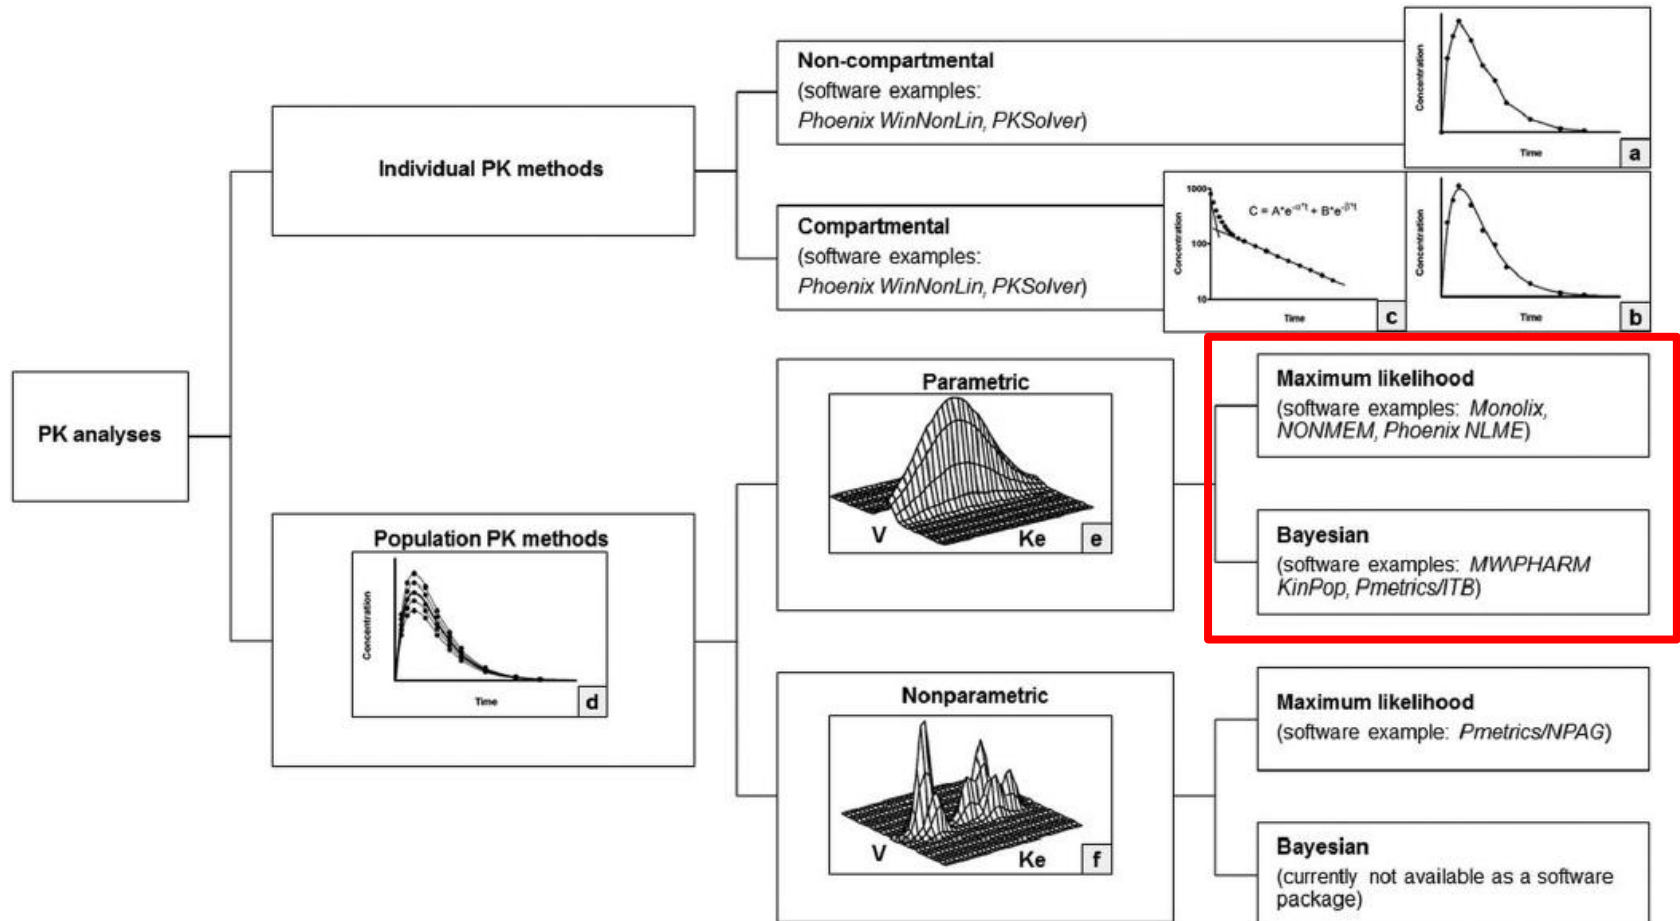 PK analyses
Individual PK methods
Non-compartmental
(software examples:
Phoenix WinNonLin, PKSolver)
Concentration
Time
a
Compartmental
(software examples:
Phoenix WinNonLin, PKSolver)
1000
100
10
Concentration
C = A*e-α*t + B*e-β*t
Time
c
Concentration
Time
b
Population PK methods
Concentration
Time
d
Parametric
V
Ke
e
Maximum likelihood
(software examples: Monolix,
NONMEM, Phoenix NLME)
Bayesian
(software examples: MW\PHARM
KinPop, Pmetrics/ITB)
Nonparametric
V
Ke
f
Maximum likelihood
(software example: Pmetrics/NPAG)
Bayesian
(currently not available as a software
package)